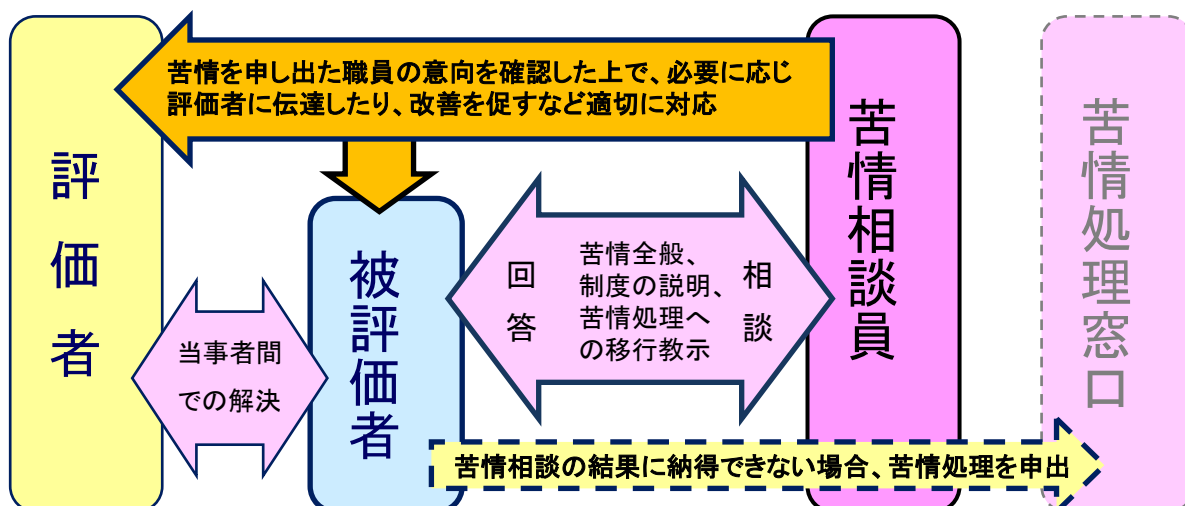 苦情を申し出た職員の意向を確認した上で、必要に応じ
評価者に伝達したり、改善を促すなど適切に対応
評価者
被評価者
苦情相談員
苦情処理窓口
当事者間
での解決
回答
苦情全般、
制度の説明、
苦情処理へ
の移行教示
相談
苦情相談の結果に納得できない場合、苦情処理を申出